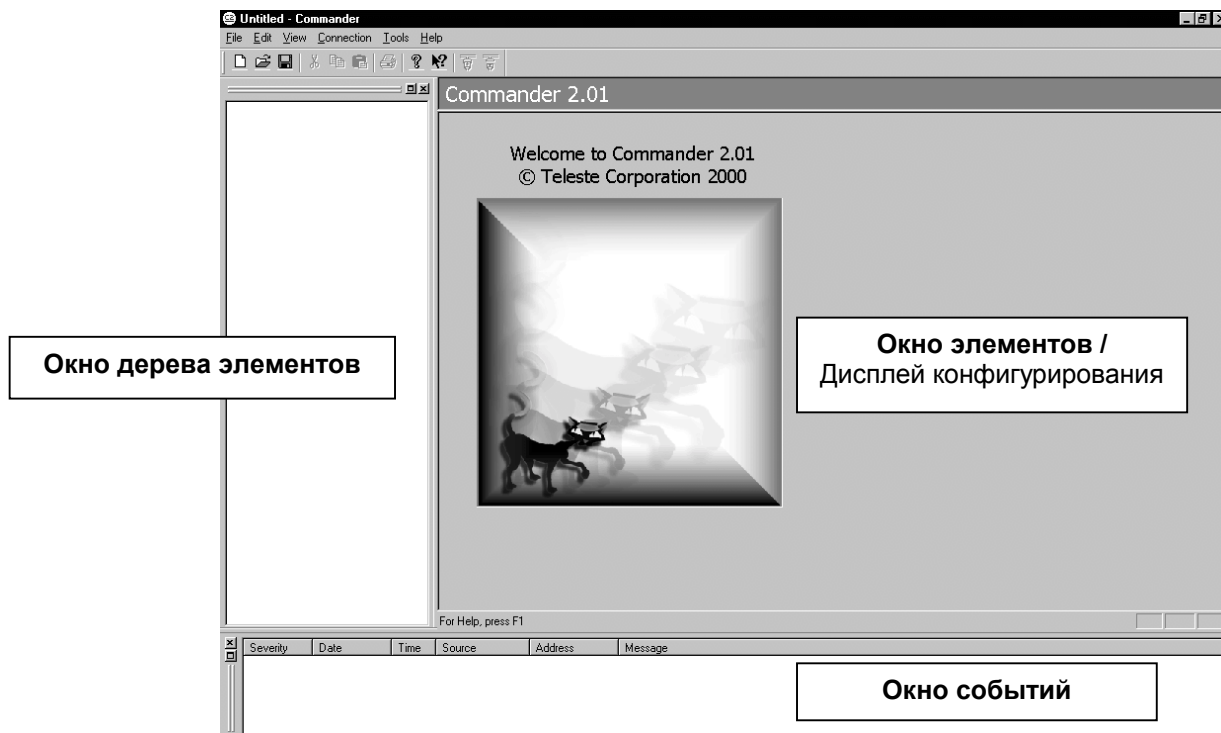 Untitled - Commander
File Edit View Connection Tools Help
Commander 2.01
Welcome to Commander 2.01
© Teleste Corporation 2000
Окно дерева элементов
Окно элементов /
Дисплей конфигурирования
For Help, press F1
Severity Date Time Source Address Message
Окно событий